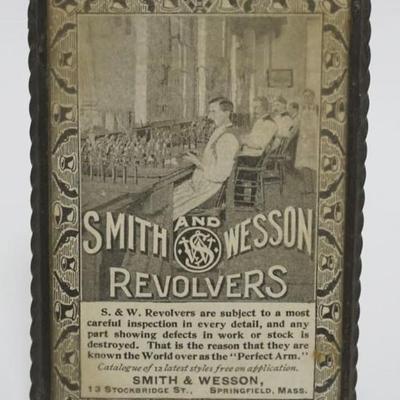 SMITH AND WESSON
REVOLVERS
S. & W. Revolvers are subject to a most
careful inspection in every detail, and any
part showing defects in work or stock is
destroyed. That is the reason that they are
known the World over as the "Perfect Arm."
Catalogue of 12 latest styles free on application.
SMITH & WESSON,
13 STOCKBRIDGE ST., SPRINGFIELD, MASS.